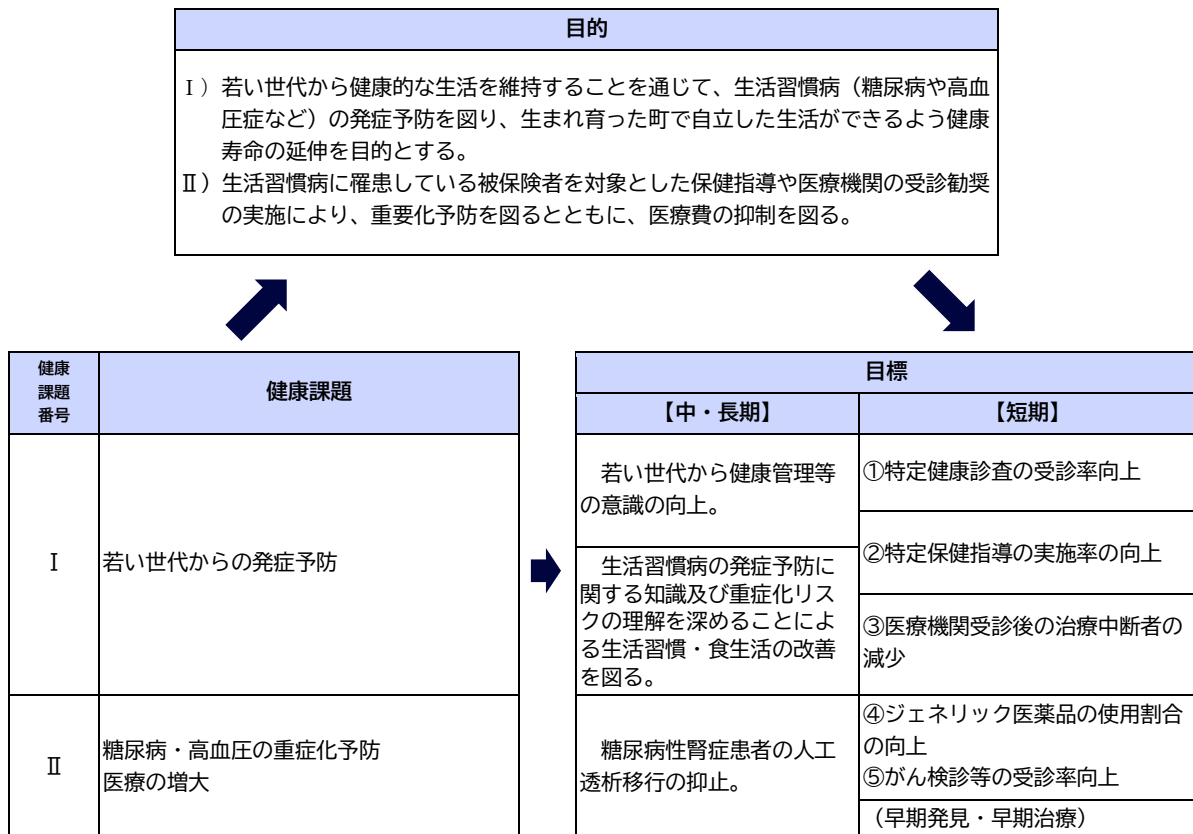 目的
Ⅰ）若い世代から健康的な生活を維持することを通じて、生活習慣病（糖尿病や高血
圧症など）の発症予防を図り、生まれ育った町で自立した生活ができるよう健康
寿命の延伸を目的とする。
Ⅱ）生活習慣病に罹患している被保険者を対象とした保健指導や医療機関の受診勧奨
の実施により、重要化予防を図るとともに、医療費の抑制を図る。
健康
課題
番号
健康課題
Ⅰ
若い世代からの発症予防
Ⅱ
糖尿病・高血圧の重症化予防
医療の増大
目標
【中・長期】
【短期】
若い世代から健康管理等
の意識の向上。
生活習慣病の発症予防に
関する知識及び重症化リス
クの理解を深めることによ
る生活習慣・食生活の改善
を図る。
糖尿病性腎症患者の人工
透析移行の抑止。
①特定健康診査の受診率向上
②特定保健指導の実施率の向上
③医療機関受診後の治療中断者の
減少
④ジェネリック医薬品の使用割合
の向上
⑤がん検診等の受診率向上
（早期発見・早期治療）